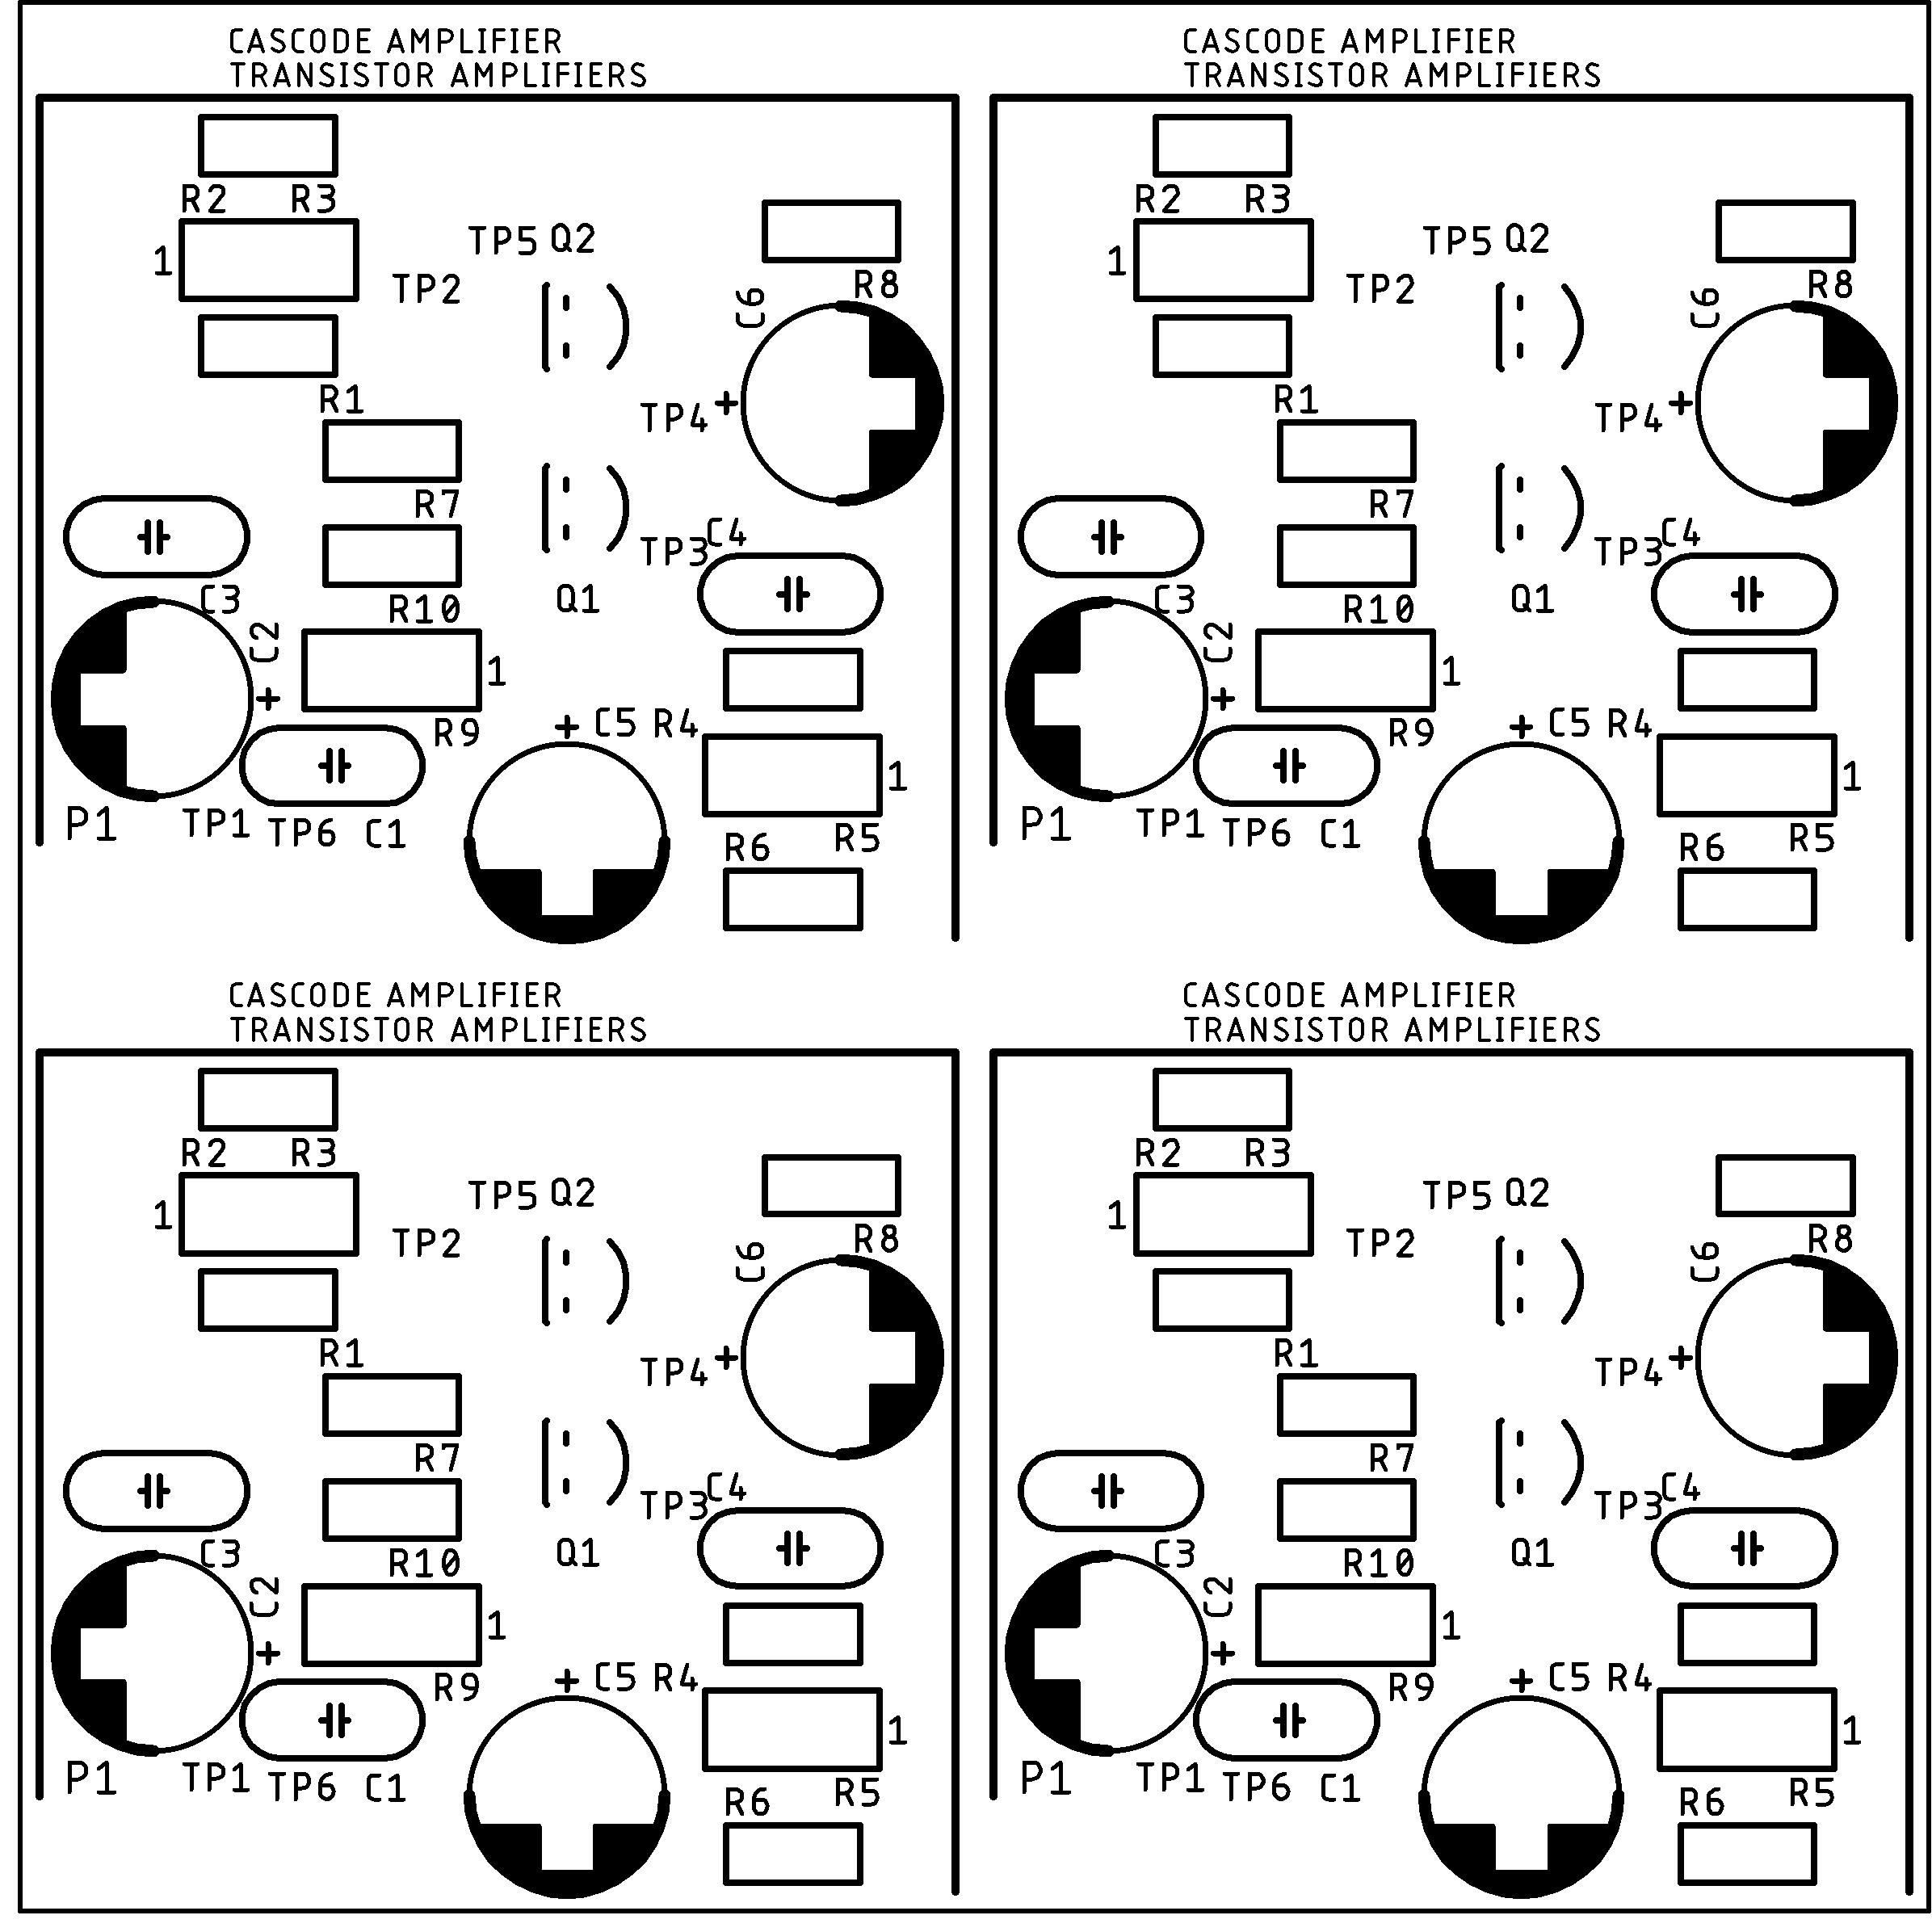 CASCODE AMPLIFIER
TRANSISTOR AMPLIFIERS
R2 R3
TP5 Q2
1
TP2
R8
C6
R1
TP4 +
R7
C4
TP3
C3
R10
Q1
C2
1
+
C5 R4
R9
+
1
P1
TP1
TP6
C1
R6
R5
CASCODE AMPLIFIER
TRANSISTOR AMPLIFIERS
R2 R3
TP5 Q2
1
TP2
R8
C6
R1
TP4 +
R7
C4
TP3
C3
R10
Q1
C2
1
+
C5 R4
R9
+
1
P1
TP1
TP6
C1
R6
R5
CASCODE AMPLIFIER
TRANSISTOR AMPLIFIERS
R2 R3
TP5 Q2
1
TP2
R8
C6
R1
TP4 +
R7
C4
TP3
C3
R10
Q1
C2
1
+
C5 R4
R9
+
1
P1
TP1
TP6
C1
R6
R5
CASCODE AMPLIFIER
TRANSISTOR AMPLIFIERS
R2 R3
TP5 Q2
1
TP2
R8
C6
R1
TP4 +
R7
C4
TP3
C3
R10
Q1
C2
1
+
C5 R4
R9
+
1
P1
TP1
TP6
C1
R6
R5